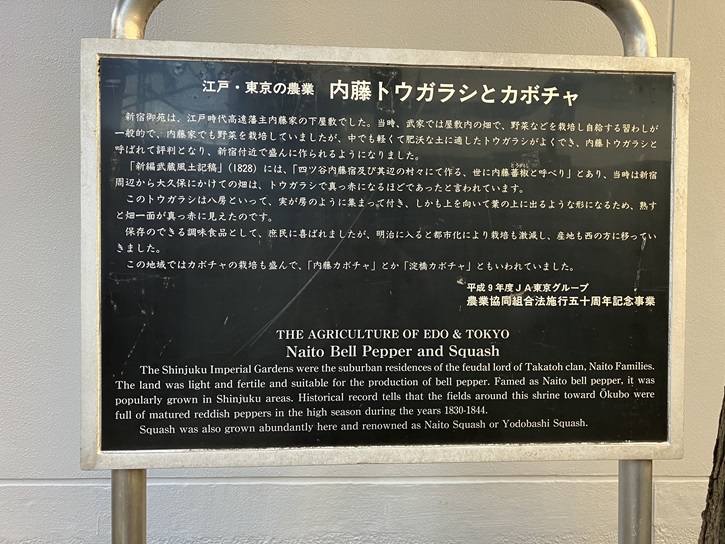 江戸・東京の農業 内藤トウガラシとカボチャ
新宿御苑は、江戸時代高遠藩主内藤家の下屋敷でした。当時、武家では屋敷内の畑で、野菜などを栽培し自給する習わしが
一般的で、内藤家でも野菜を栽培していましたが、中でも軽くて肥沃な土に適したトウガラシがよくでき、内藤トウガラシと
呼ばれて評判となり、新宿付近で盛んに作られるようになりました。
「新編武蔵風土記稿」(1828)には、「四ツ谷内藤宿及び其辺の村々にて作る、世に内藤蕃椒と呼べり」とあり、当時は新宿
周辺から大久保にかけての畑は、トウガラシで真っ赤になるほどであったと言われています。
このトウガラシは八房といって、実が房のように集まって付き、しかも上を向いて葉の上に出るような形になるため、熟す
と畑一面が真っ赤に見えたのです。
保存のできる調味食品として、庶民に喜ばれましたが、明治に入ると都市化により栽培も激減し、産地も西の方に移ってい
きました。
この地域ではカボチャの栽培も盛んで、「内藤カボチャ」とか「淀橋カボチャ」ともいわれていました。
平成9年度JA東京グループ
農業協同組合法施行五十周年記念事業
THE AGRICULTURE OF EDO & TOKYO
Naito Bell Pepper and Squash
The Shinjuku Imperial Gardens were the suburban residences of the feudal lord of Takatoh clan, Naito Families.
The land was light and fertile and suitable for the production of bell pepper. Famed as Naito bell pepper, it was
popularly grown in Shinjuku areas. Historical record tells that the fields around this shrine toward Ōkubo were
full of matured reddish peppers in the high season during the years 1830-1844.
Squash was also grown abundantly here and renowned as Naito Squash or Yodobashi Squash.